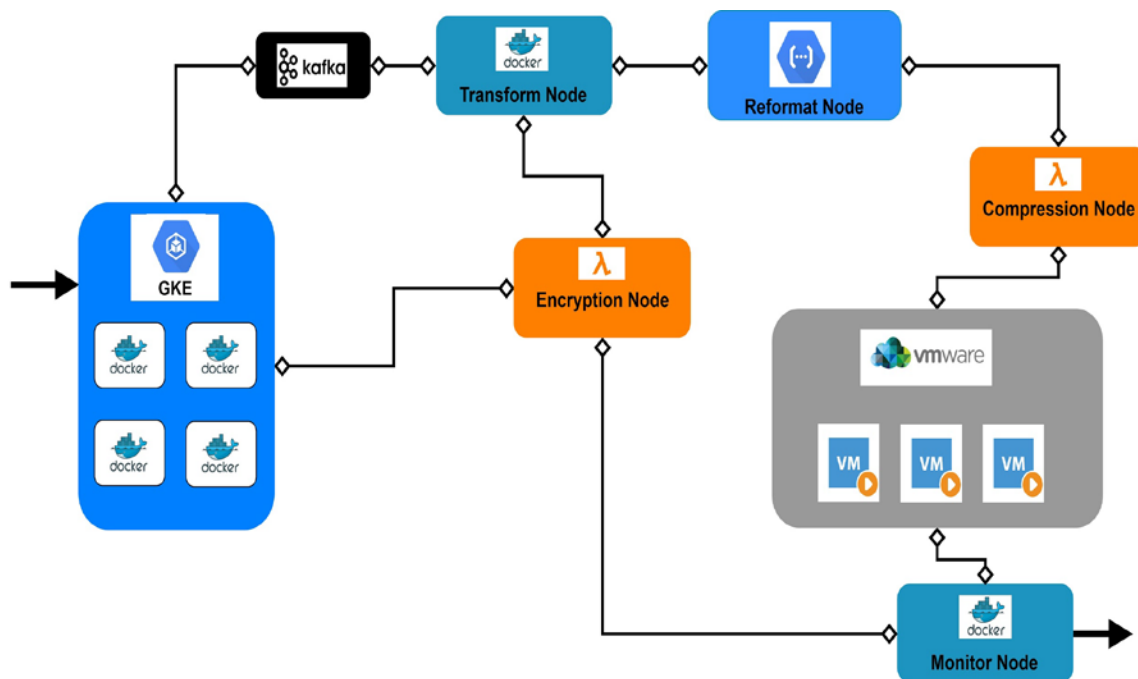 kafka
docker
Transform Node
Reformat Node
λ
Compression Node
GKE
λ
Encryption Node
docker
docker
docker
docker
vmware
VM
VM
VM
docker
Monitor Node